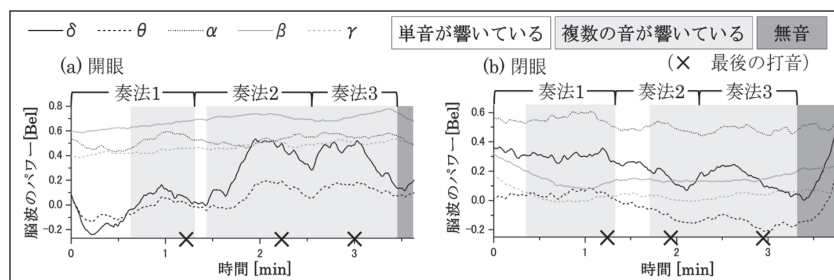 δ θ α β γ 単音が響いている 複数の音が響いている 無音
(× 最後の打音)
(a) 開眼
奏法1 奏法2 奏法3
脳波のパワー[Bel]
0.8
0.6
0.4
0.2
0.0
-0.2
0 1 2 3
時間 [min]
(b) 閉眼
奏法1 奏法2 奏法3
脳波のパワー[Bel]
0.6
0.4
0.2
0.0
-0.2
0 1 2 3
時間 [min]